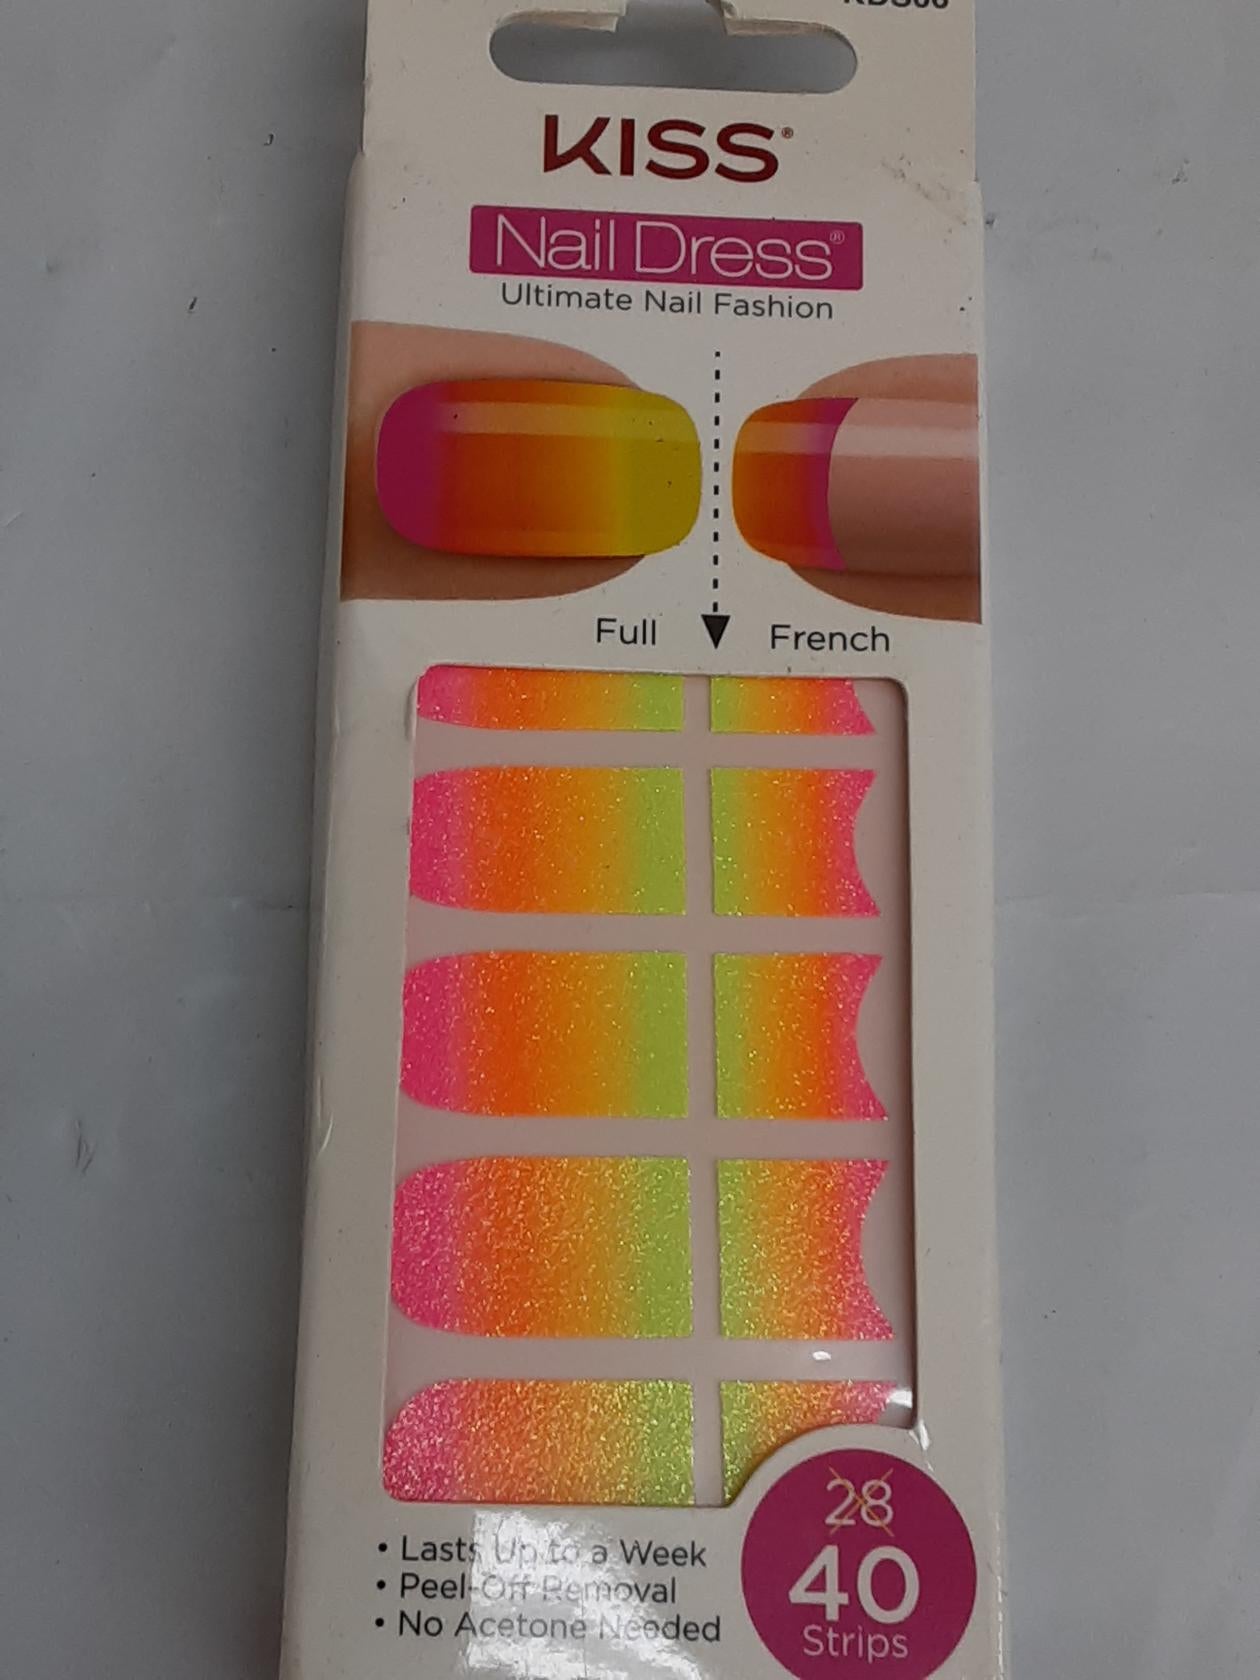 KISS®
Nail Dress®
Ultimate Nail Fashion
Full French
• Lasts Up to a Week
• Peel-Off Removal
• No Acetone Needed
28
40
Strips